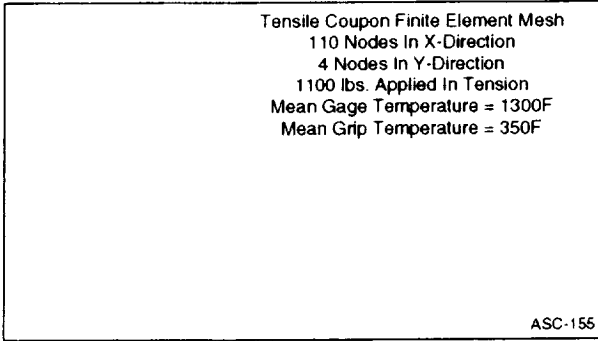 Tensile Coupon Finite Element Mesh
110 Nodes In X-Direction
4 Nodes In Y-Direction
1100 lbs. Applied In Tension
Mean Gage Temperature = 1300F
Mean Grip Temperature = 350F
ASC-155